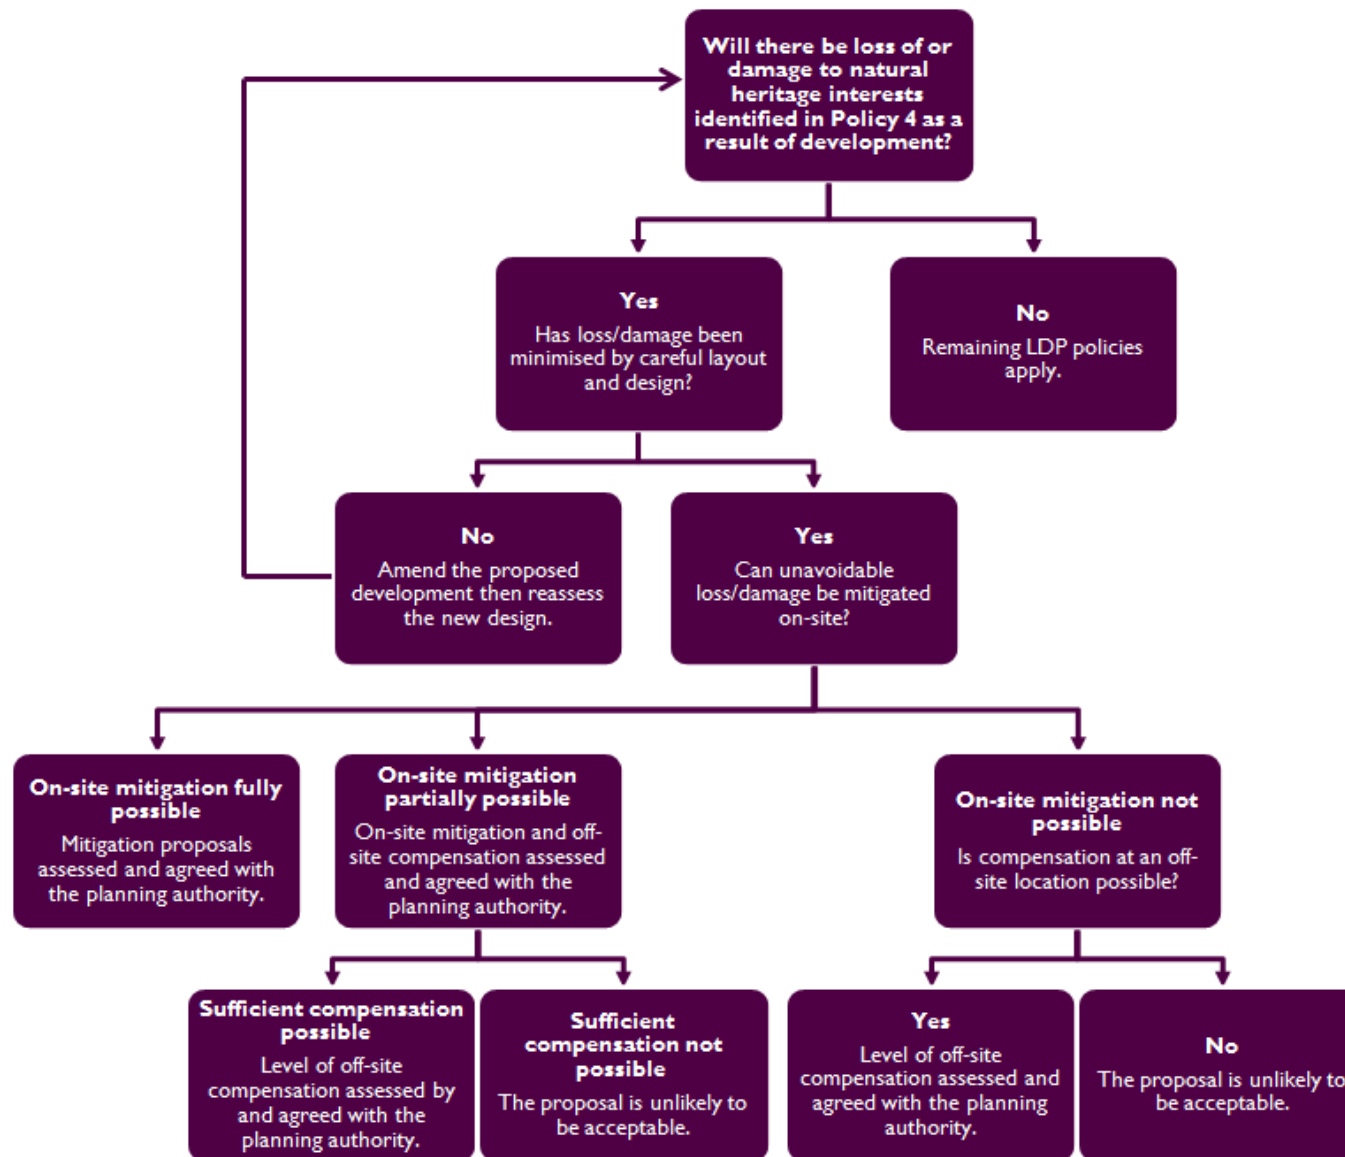 Will there be loss of or
damage to natural
heritage interests
identified in Policy 4 as a
result of development?
Yes
Has loss/damage been
minimised by careful layout
and design?
No
Remaining LDP policies
apply.
No
Amend the proposed
development then reassess
the new design.
Yes
Can unavoidable
loss/damage be mitigated
on-site?
On-site mitigation fully
possible
Mitigation proposals
assessed and agreed with
the planning authority.
On-site mitigation
partially possible
On-site mitigation and off-
site compensation assessed
and agreed with the
planning authority.
On-site mitigation not
possible
Is compensation at an off-
site location possible?
Sufficient compensation
possible
Level of off-site
compensation assessed by
and agreed with the
planning authority.
Sufficient
compensation not
possible
The proposal is unlikely to
be acceptable.
Yes
Level of off-site
compensation assessed and
agreed with the planning
authority.
No
The proposal is unlikely to
be acceptable.